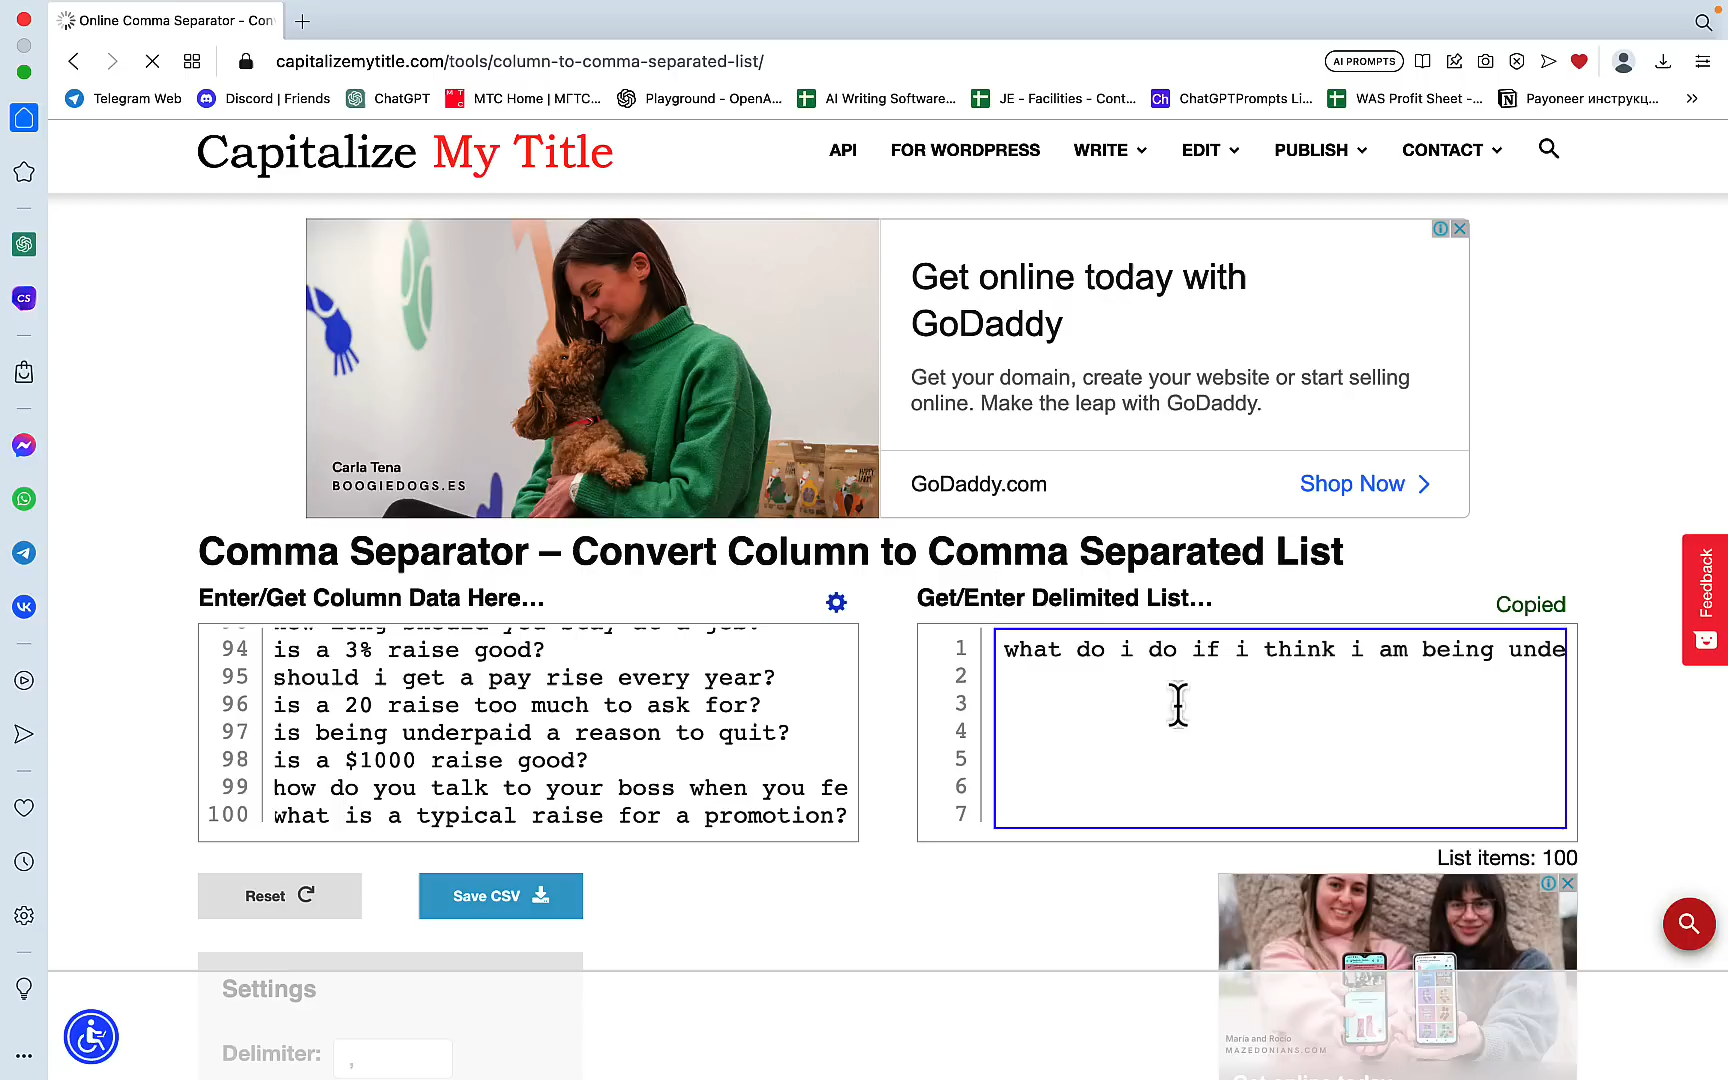 Online Comma Separator - Con
capitalizemytitle.com/tools/column-to-comma-separated-list/
AI PROMPTS
Telegram Web
Discord | Friends
ChatGPT
МТС Home | МГТС...
Playground - OpenA...
AI Writing Software...
JE - Facilities - Cont...
Ch
ChatGPTPrompts Li...
WAS Profit Sheet -...
Payoneer инструкц...
Capitalize My Title
API
FOR WORDPRESS
WRITE
EDIT
PUBLISH
CONTACT
CS
Carla Tena
BOOGIEDOGS.ES
Get online today with
GoDaddy
Get your domain, create your website or start selling
online. Make the leap with GoDaddy.
GoDaddy.com
Shop Now
Comma Separator – Convert Column to Comma Separated List
Enter/Get Column Data Here...
Get/Enter Delimited List...
Copied
Feedback
94 is a 3% raise good?
95 should i get a pay rise every year?
96 is a 20 raise too much to ask for?
97 is being underpaid a reason to quit?
98 is a $1000 raise good?
99 how do you talk to your boss when you fe
100 what is a typical raise for a promotion?
1 what do i do if i think i am being unde
2
3
4
5
6
7
List items: 100
Reset
Save CSV
Settings
Delimiter: ,
Maria and Rocio
MAZEDONIANS.COM